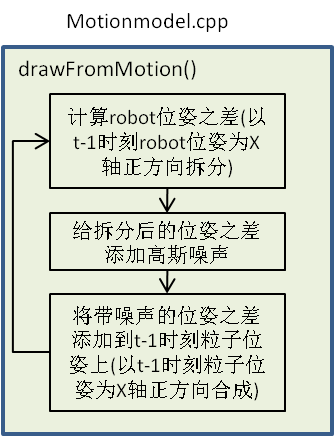 Motionmodel.cpp
drawFromMotion()
计算robot位姿之差(以
t-1时刻robot位姿为X
轴正方向拆分)
给拆分后的位姿之差
添加高斯噪声
将带噪声的位姿之差
添加到t-1时刻粒子位
姿上(以t-1时刻粒子位
姿为X轴正方向合成)